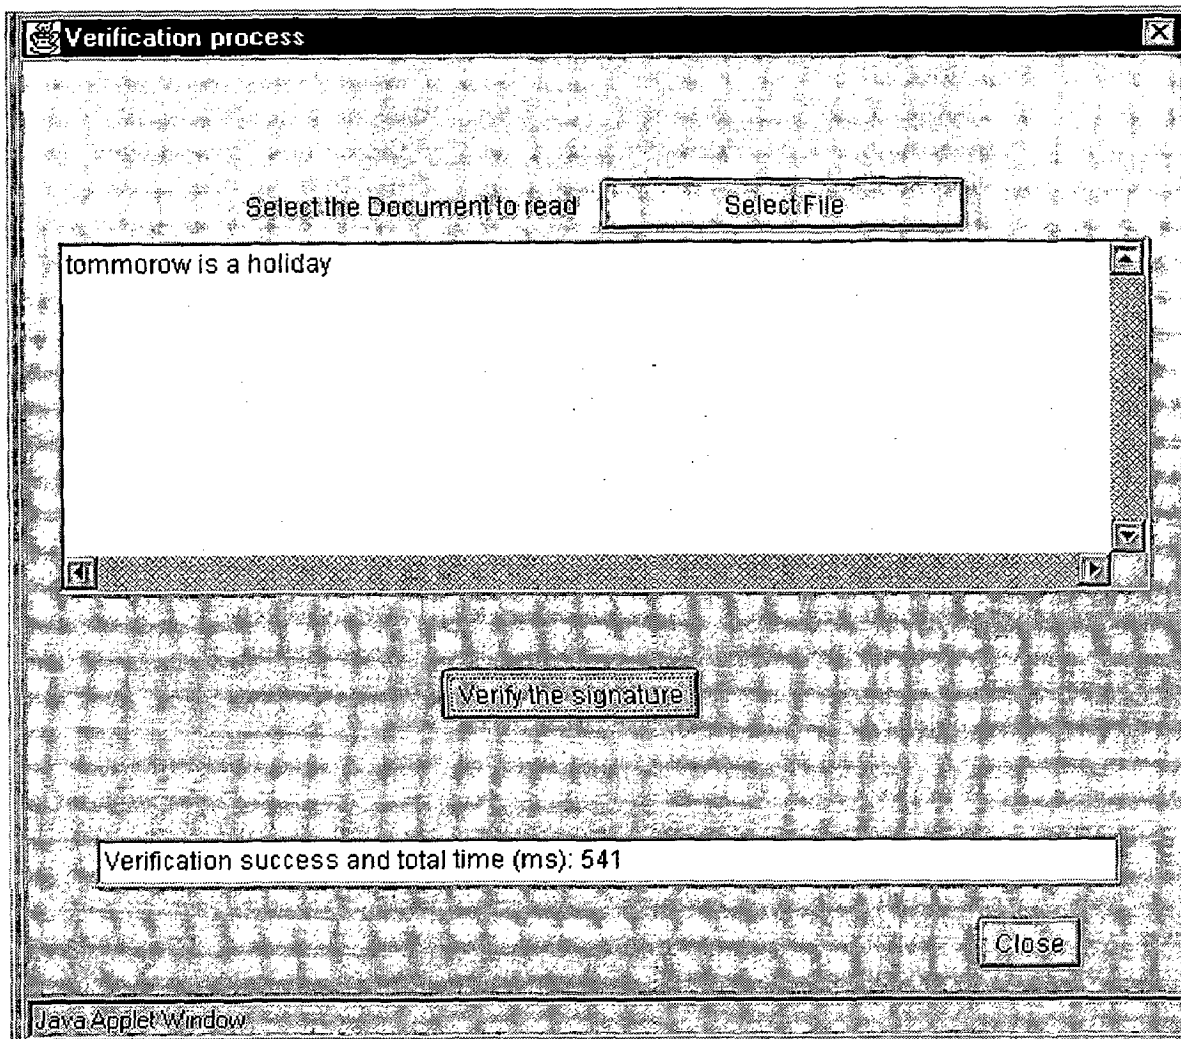 Verification process
Select the Document to read Select File
tommorow is a holiday
Verify the signature
Verification success and total time (ms): 541
Close
Java Applet Window